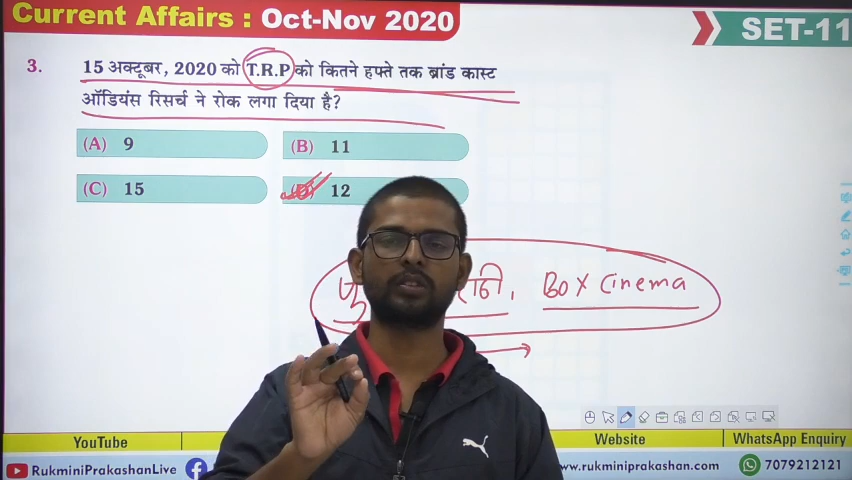 Current Affairs : Oct-Nov 2020
SET-11
3. 15 अक्टूबर, 2020 को T.R.P को कितने हफ्ते तक ब्रांड कास्ट
ऑडियंस रिसर्च ने रोक लगा दिया है?
(A) 9 (B) 11
(C) 15 12
Box Cinema
YouTube Website WhatsApp Enquiry
RukminiPrakashanLive www.rukminiprakashan.com 7079212121